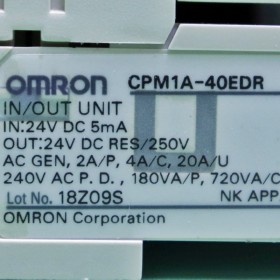 OMRON CPM1A-40EDR
IN/OUT UNIT
IN:24V DC 5mA
OUT:24V DC RES/250V
AC GEN, 2A/P, 4A/C, 20A/U
240V AC P. D. , 180VA/P, 720VA/C
Lot No. 18Z09S NK APP
OMRON Corporation